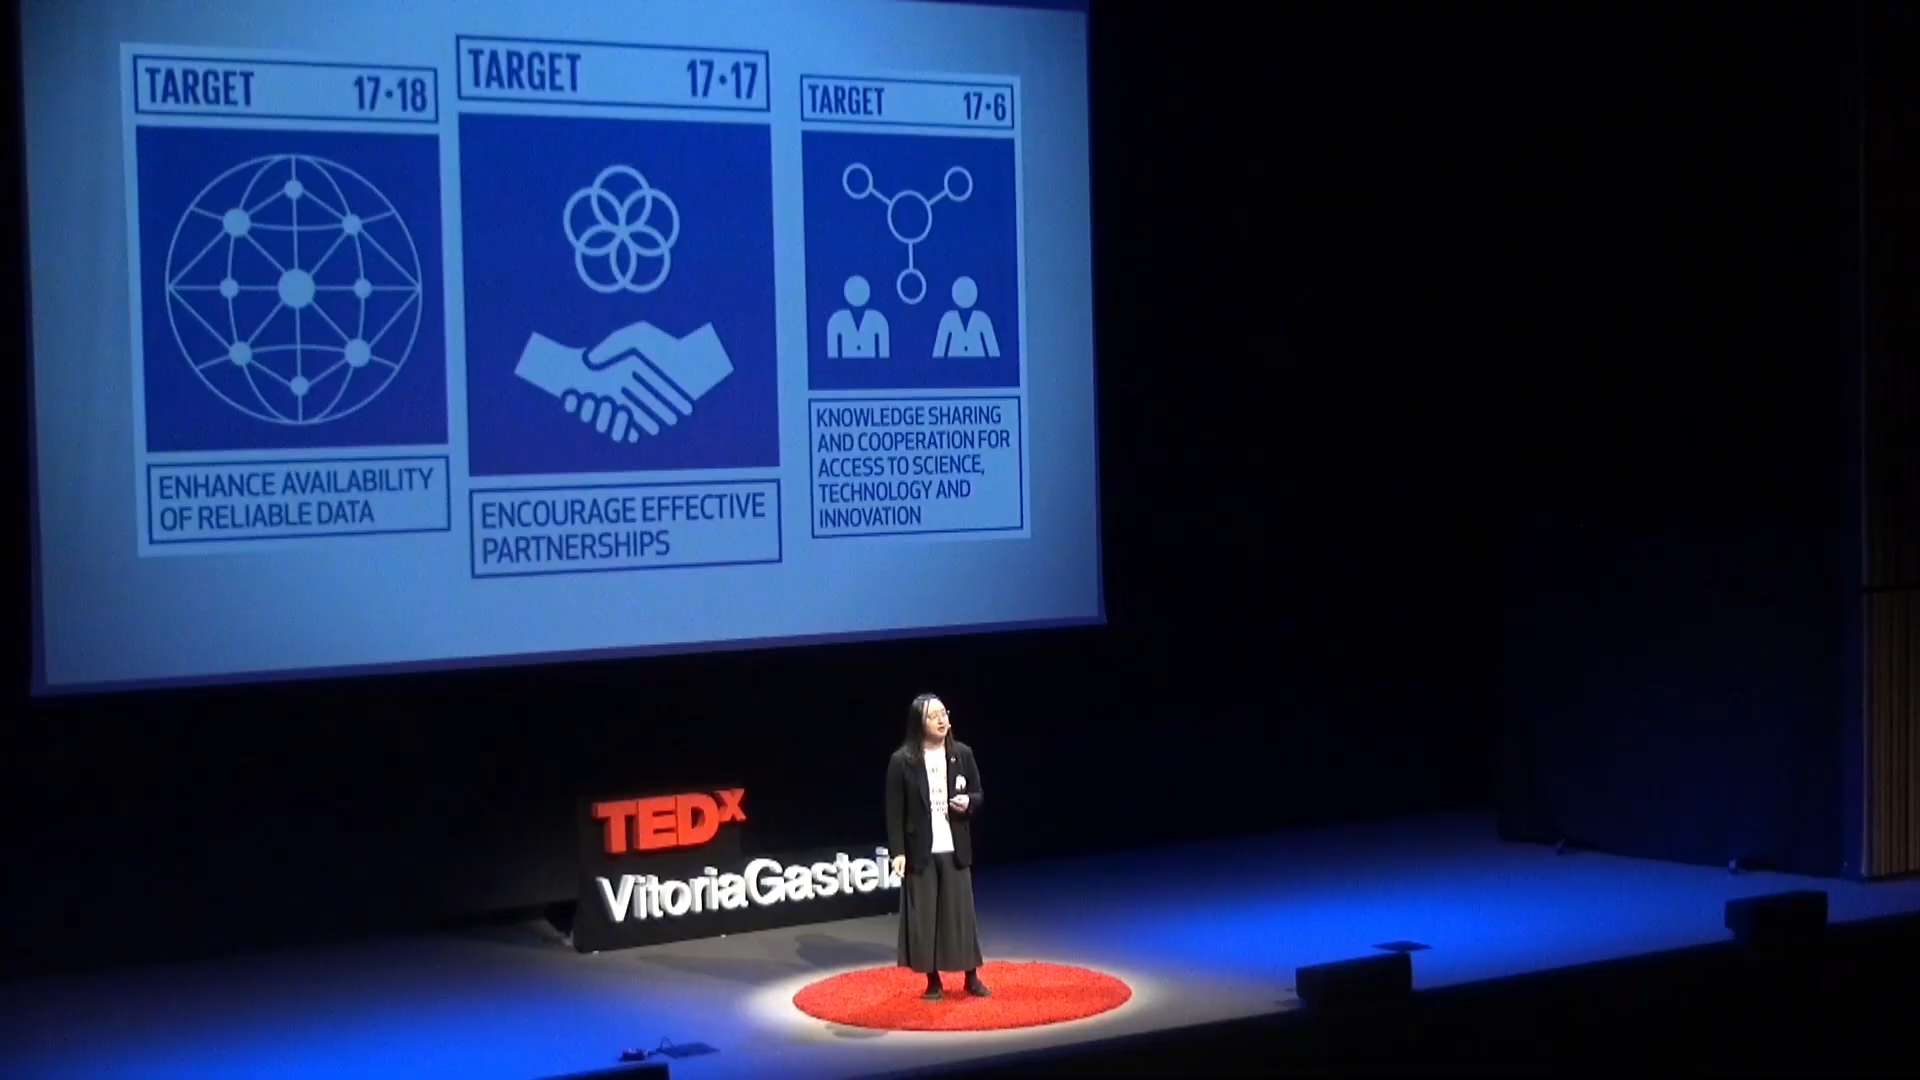 TARGET 17·18
ENHANCE AVAILABILITY
OF RELIABLE DATA
TARGET 17·17
ENCOURAGE EFFECTIVE
PARTNERSHIPS
TARGET 17·6
KNOWLEDGE SHARING
AND COOPERATION FOR
ACCESS TO SCIENCE,
TECHNOLOGY AND
INNOVATION
TEDx
VitoriaGasteiz